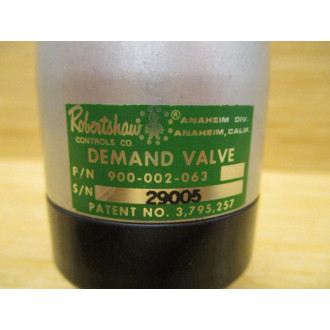 Robertshaw ® ANAHEIM DIV.
CONTROLS CO. ANAHEIM, CALIF.
DEMAND VALVE
P/N 900-002-063
S/N 29005
PATENT NO. 3,795,257